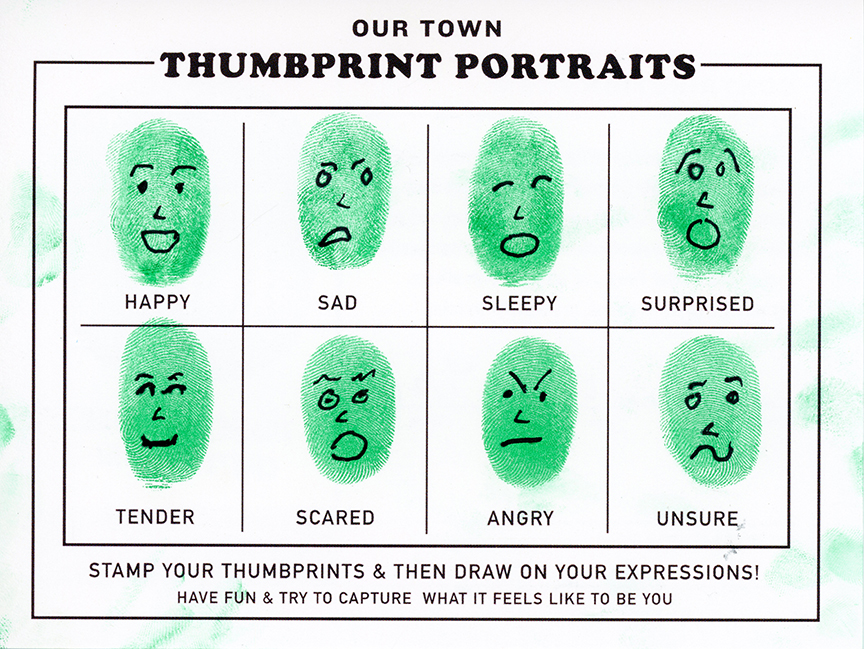 OUR TOWN
THUMBPRINT PORTRAITS
HAPPY
SAD
SLEEPY
SURPRISED
TENDER
SCARED
ANGRY
UNSURE
STAMP YOUR THUMBPRINTS & THEN DRAW ON YOUR EXPRESSIONS!
HAVE FUN & TRY TO CAPTURE WHAT IT FEELS LIKE TO BE YOU